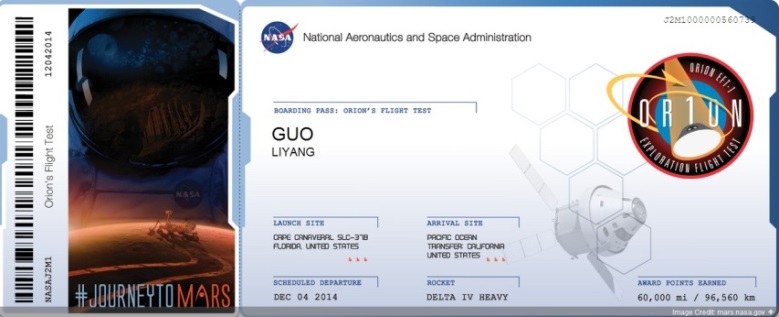 12042014
Orion's Flight Test
NASAJ2M1
NASA
#JOURNEYTOMARS
NASA
National Aeronautics and Space Administration
BOARDING PASS: ORION'S FLIGHT TEST
GUO
LIYANG
ORION EFT-1
ORION
EXPLORATION FLIGHT TEST
LAUNCH SITE
CAPE CANAVERAL SLC-37B
FLORIDA, UNITED STATES
ARRIVAL SITE
PACIFIC OCEAN
TRANSFER CALIFORNIA
UNITED STATES
SCHEDULED DEPARTURE
DEC 04 2014
ROCKET
DELTA IV HEAVY
AWARD POINTS EARNED
60,000 mi / 96,560 km
Image Credit: mars.nasa.gov